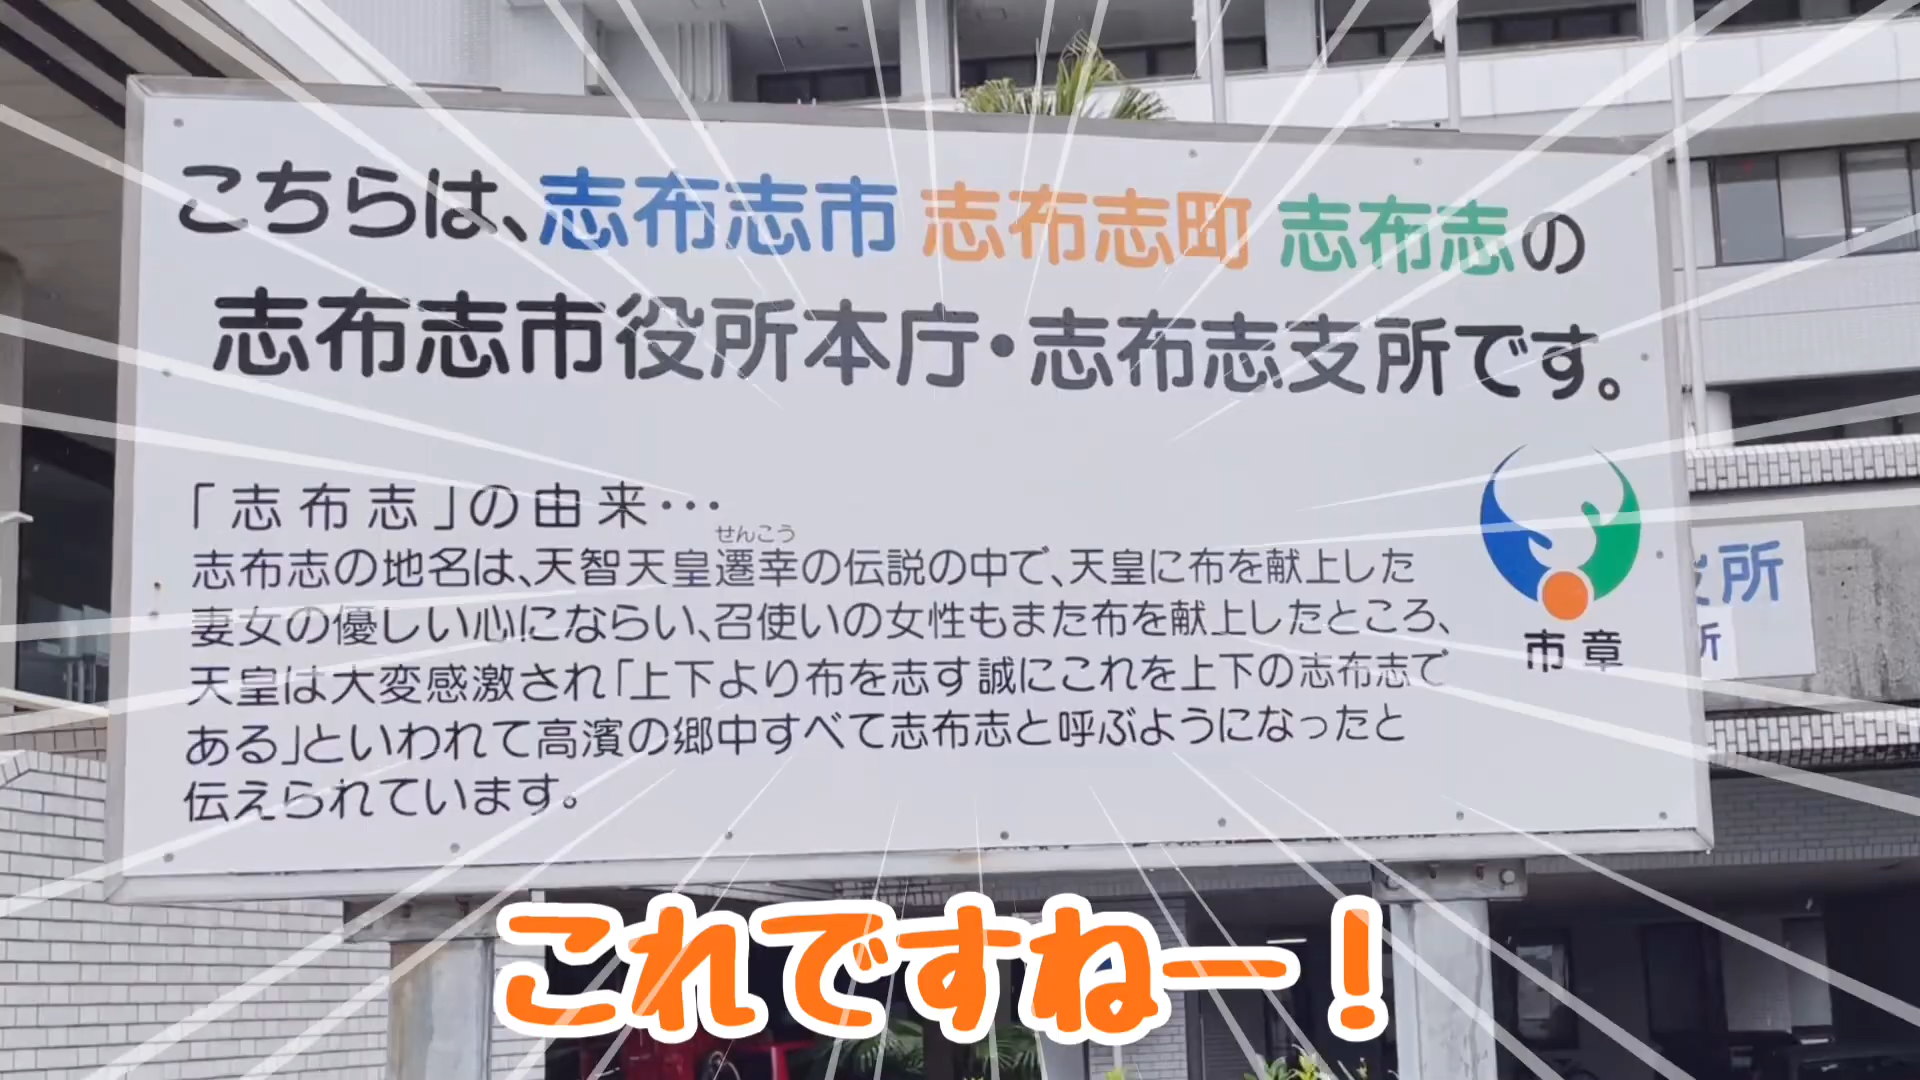 こちらは、志布志市 志布志町 志布志の
志布志市役所本庁・志布志支所です。
「志布志」の由来・・・
せんこう
志布志の地名は、天智天皇遷幸の伝説の中で、天皇に布を献上した
妻女の優しい心にならい、召使いの女性もまた布を献上したところ、
天皇は大変感激され「上下より布を志す誠にこれを上下の志布志で
ある」といわれて高濱の郷中すべて志布志と呼ぶようになったと
伝えられています。
市章
役所
所
これですねー!